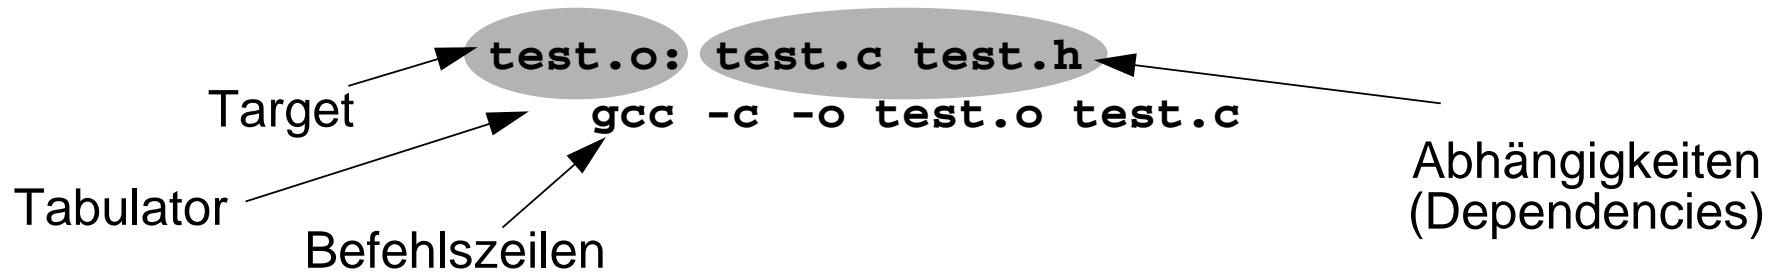 test.o: test.c test.h
Target
gcc -c -o test.o test.c
Abhängigkeiten
(Dependencies)
Tabulator
Befehlszeilen